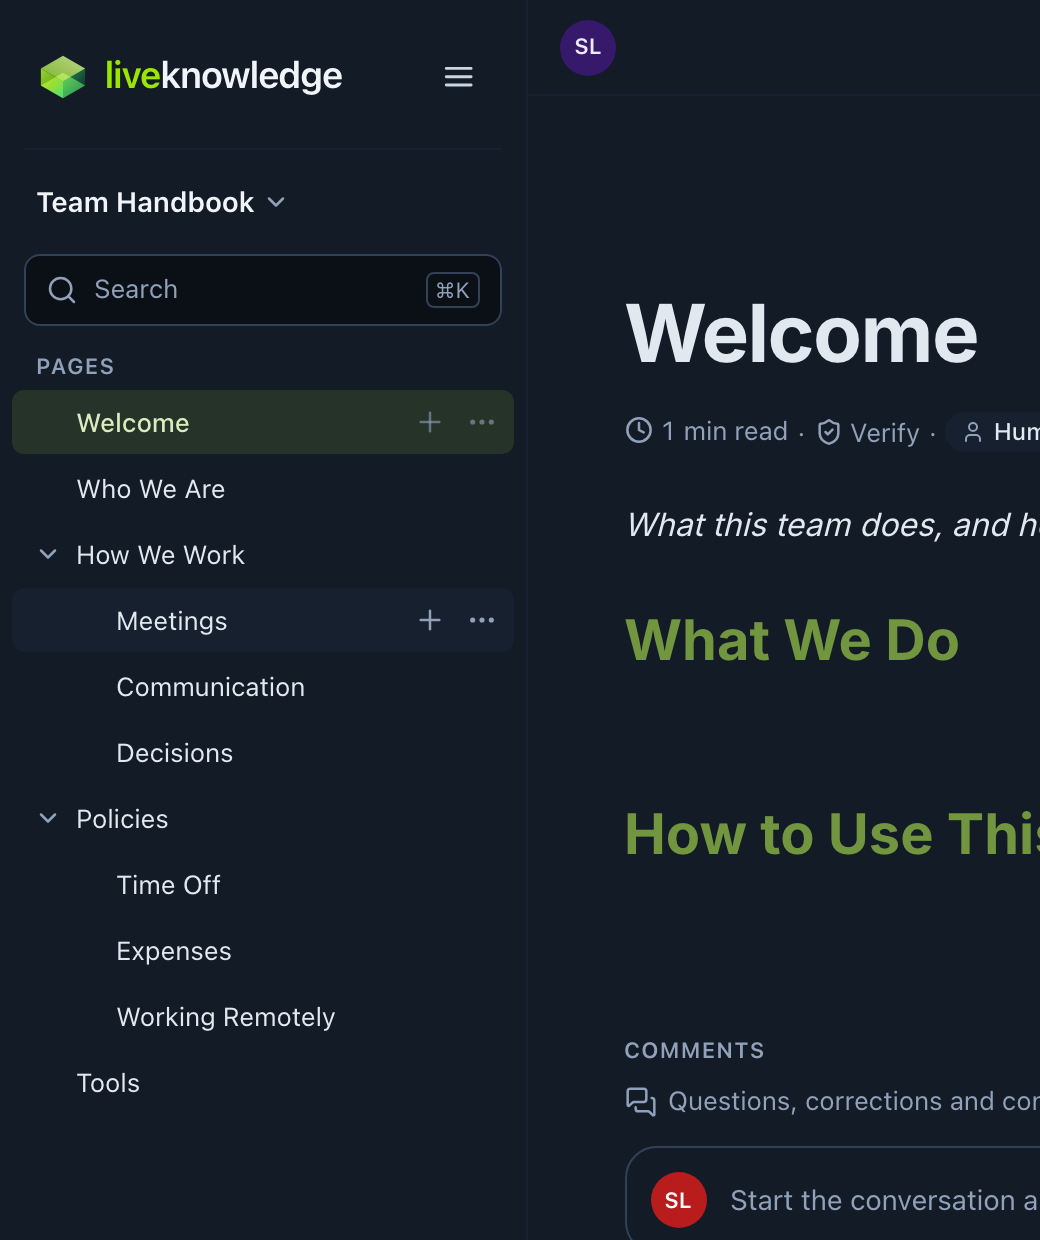 liveknowledge
Team Handbook
Search ⌘K
PAGES
Welcome
Who We Are
How We Work
Meetings
Communication
Decisions
Policies
Time Off
Expenses
Working Remotely
Tools
SL
Welcome
1 min read · Verify · Hum
What this team does, and h
What We Do
How to Use This
COMMENTS
Questions, corrections and co
SL Start the conversation a